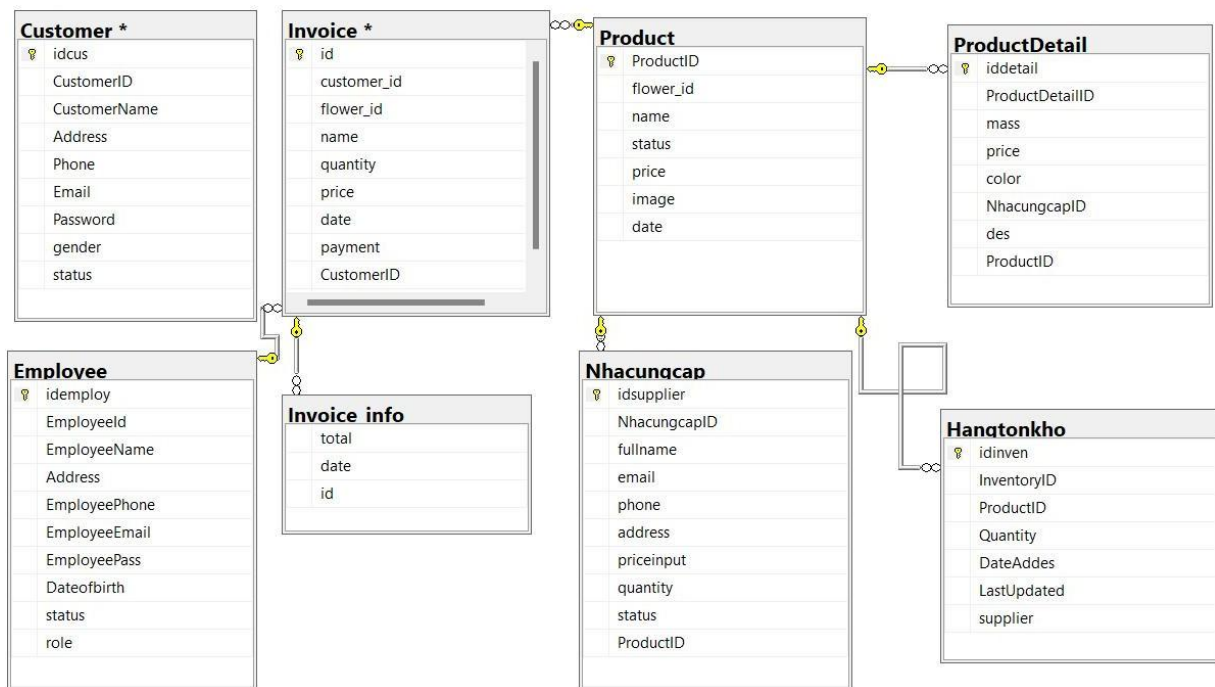 Customer *
idcus
CustomerID
CustomerName
Address
Phone
Email
Password
gender
status
Invoice *
id
customer_id
flower_id
name
quantity
price
date
payment
CustomerID
Product
ProductID
flower_id
name
status
price
image
date
ProductDetail
iddetail
ProductDetailID
mass
price
color
NhacungcapID
des
ProductID
Employee
idemploy
EmployeeId
EmployeeName
Address
EmployeePhone
EmployeeEmail
EmployeePass
Dateofbirth
status
role
Invoice_info
total
date
id
Nhacungcap
idsupplier
NhacungcapID
fullname
email
phone
address
priceinput
quantity
status
ProductID
Hangtonkho
idinven
InventoryID
ProductID
Quantity
DateAddes
LastUpdated
supplier